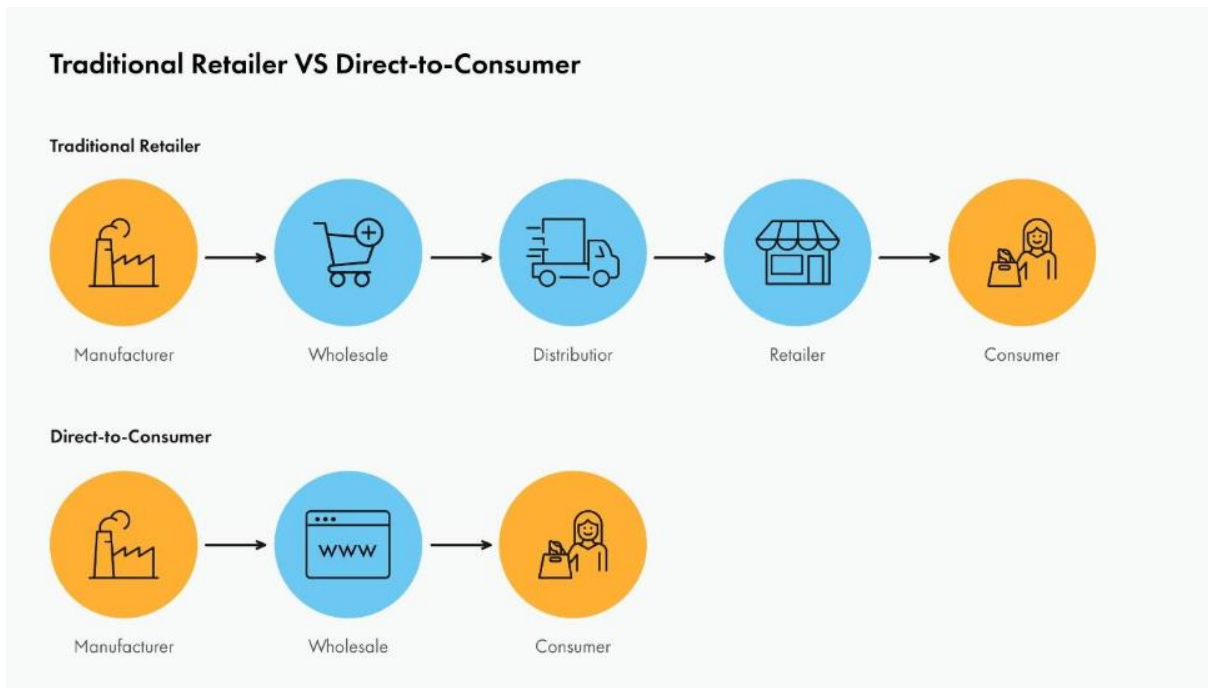 Traditional Retailer VS Direct-to-Consumer
Traditional Retailer
Manufacturer
Wholesale
Distributior
Retailer
Consumer
Direct-to-Consumer
www
Manufacturer
Wholesale
Consumer